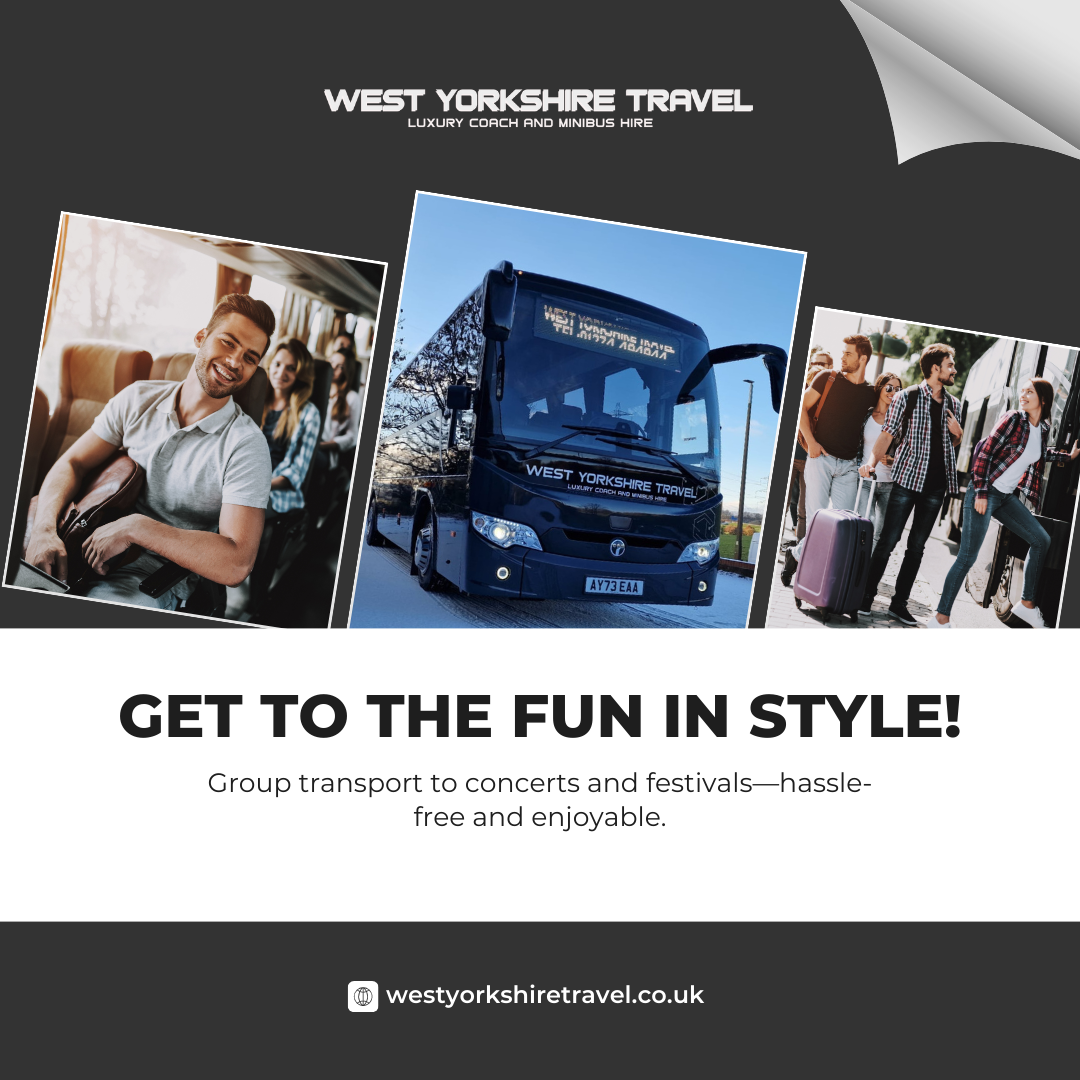 WEST YORKSHIRE TRAVEL
LUXURY COACH AND MINIBUS HIRE
WEST YORKSHIRE TRAVEL
LUXURY COACH AND MINIBUS HIRE
AY73 EAA
GET TO THE FUN IN STYLE!
Group transport to concerts and festivals—hassle-
free and enjoyable.
westyorkshiretravel.co.uk